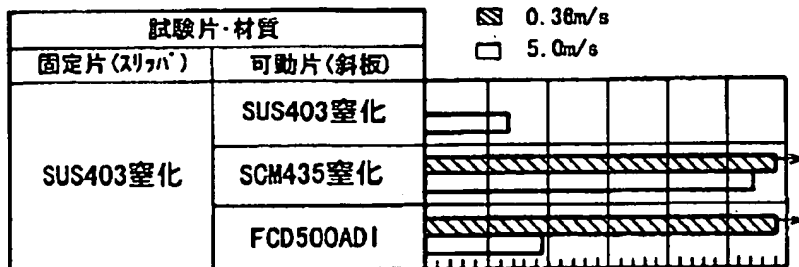 試験片・材質
固定片(スリッパ)
可動片(斜板)
0.36m/s
5.0m/s
SUS403窒化
SUS403窒化
SCM435窒化
FCD500ADI